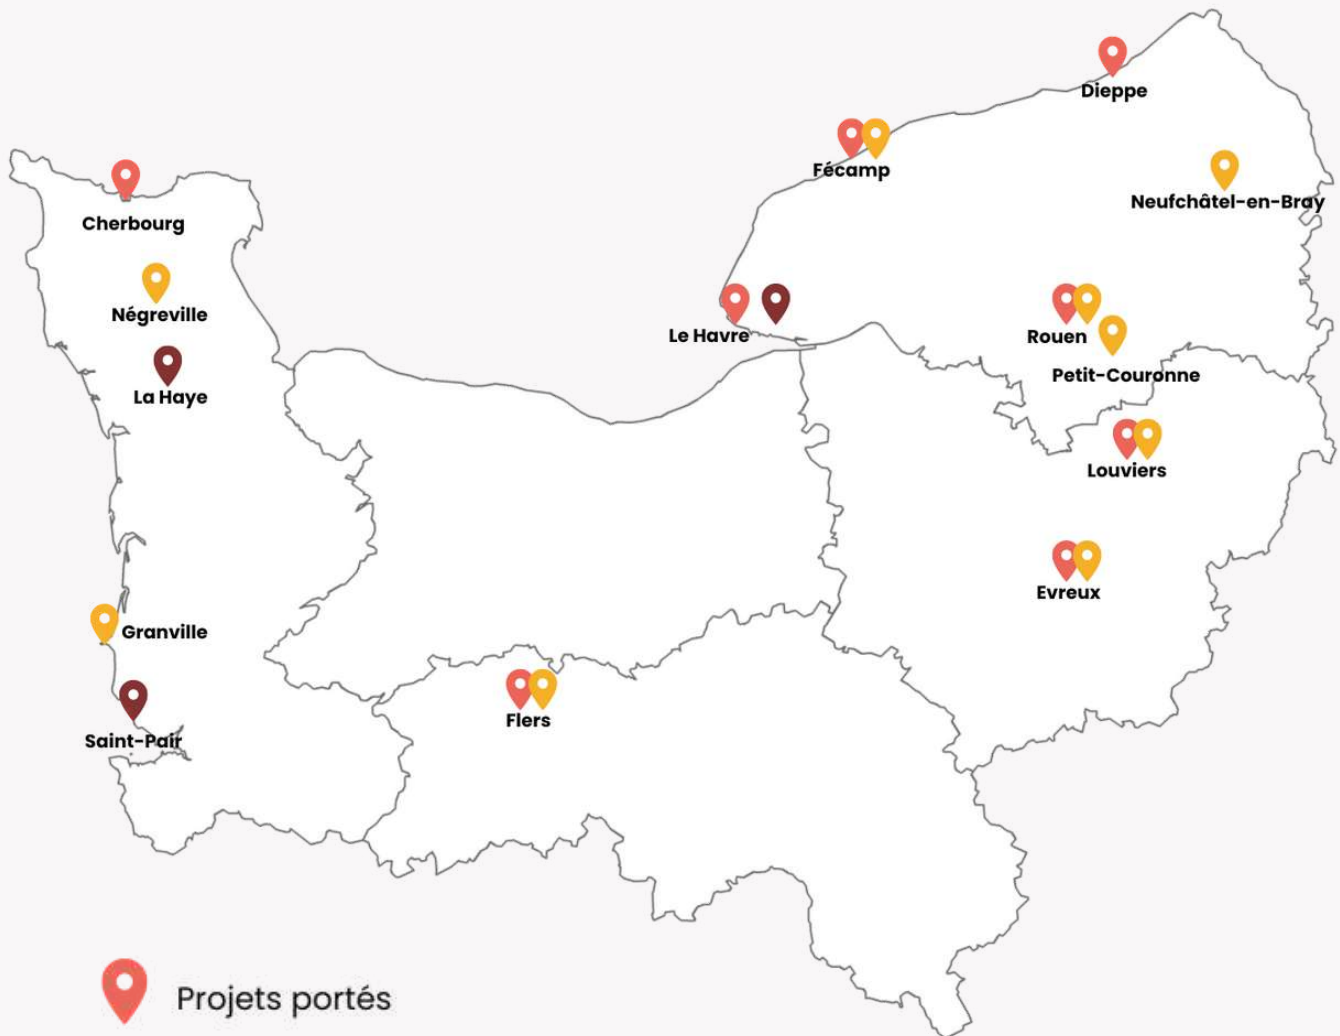 Dieppe
Fécamp
Neufchâtel-en-Bray
Cherbourg
Négreville
Le Havre
Rouen
Petit-Couronne
La Haye
Louviers
Evreux
Granville
Flers
Saint-Pair
Projets portés